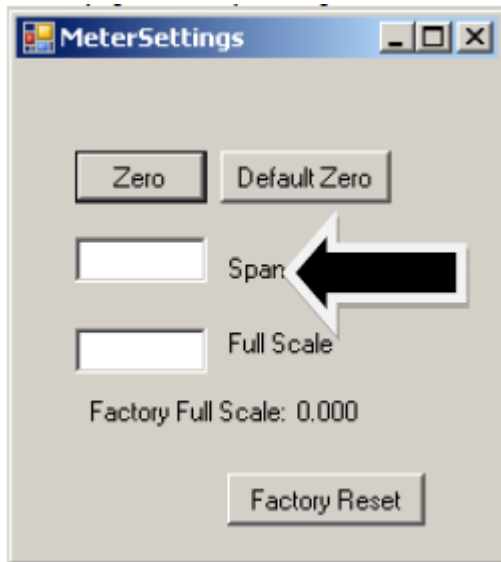 MeterSettings
Zero Default Zero
Span
Full Scale
Factory Full Scale: 0.000
Factory Reset